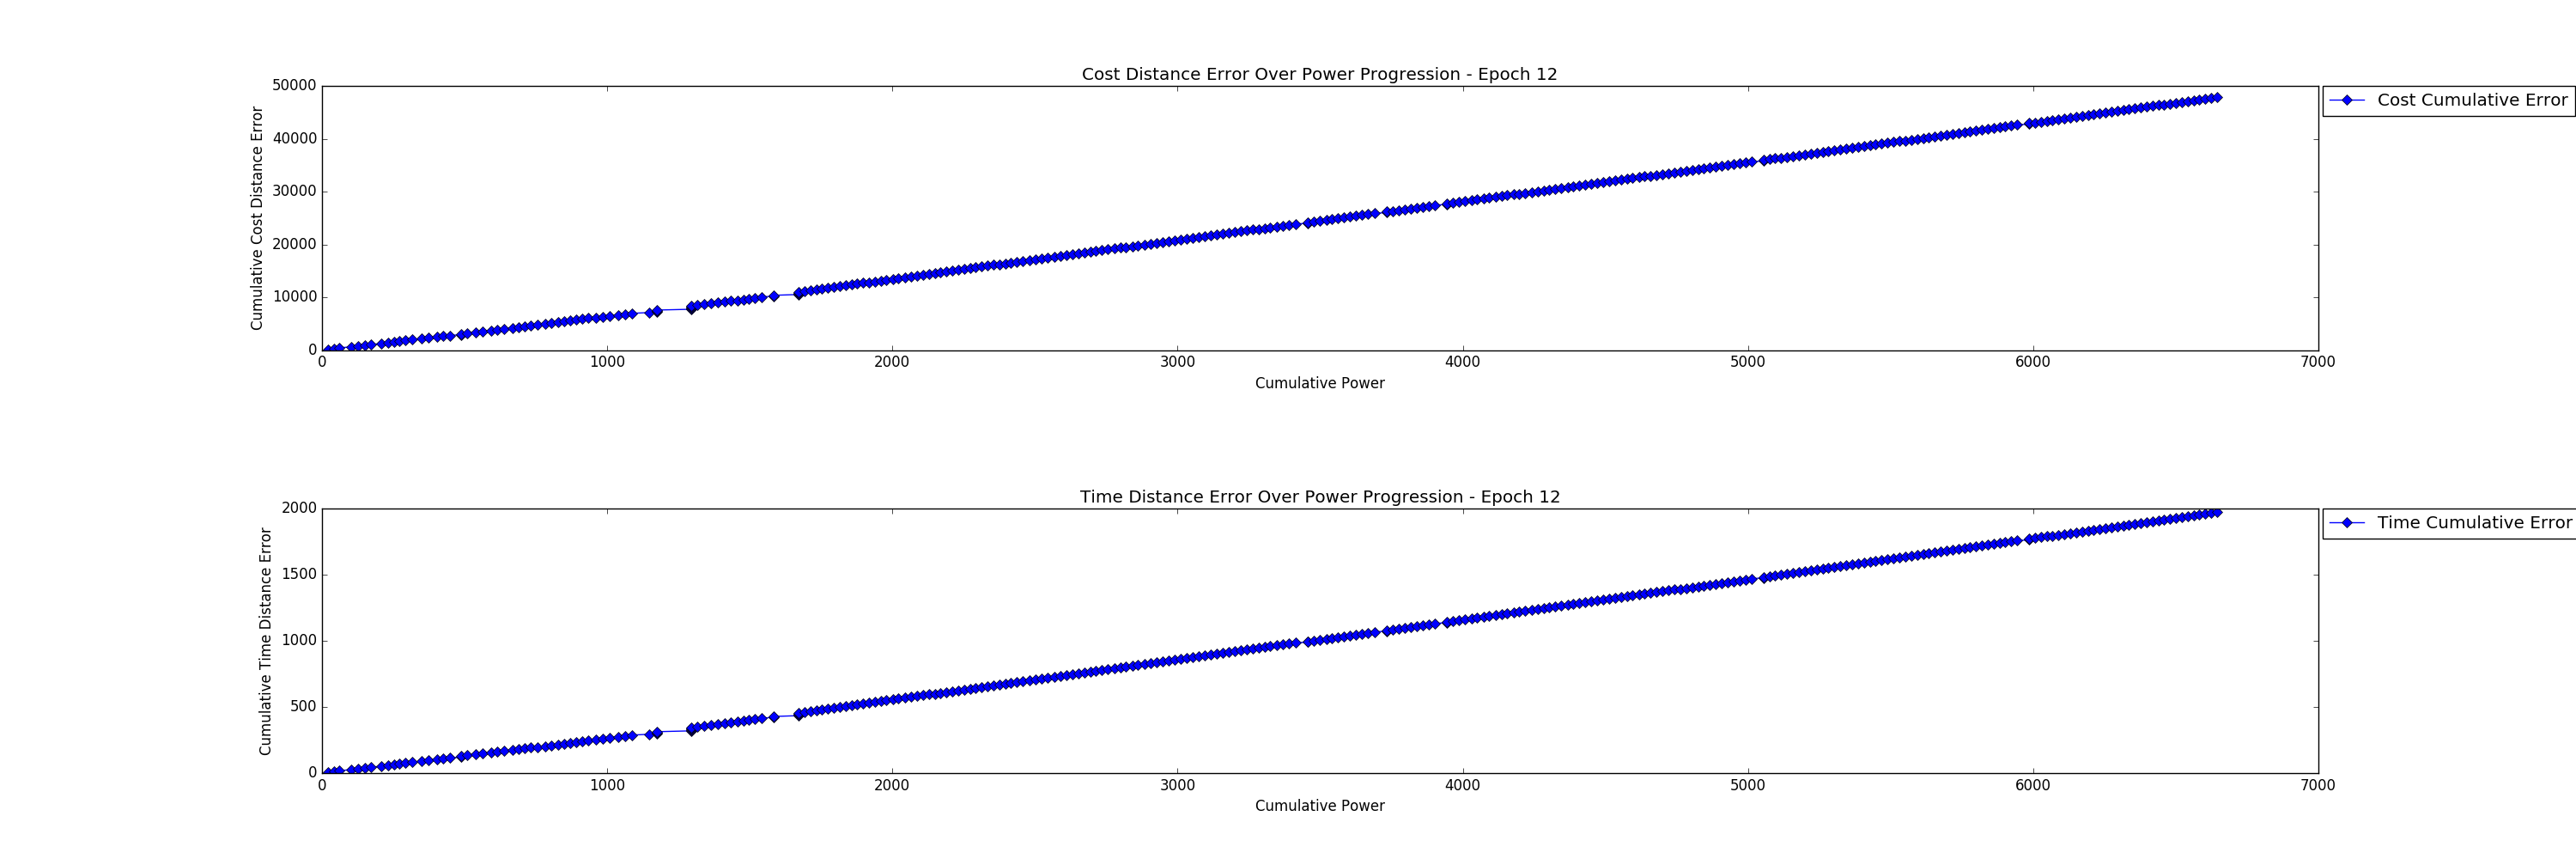 Cost Distance Error Over Power Progression - Epoch 12
50000
40000
30000
20000
10000
0
Cumulative Cost Distance Error
0 1000 2000 3000 4000 5000 6000 7000
Cumulative Power
Cost Cumulative Error
Time Distance Error Over Power Progression - Epoch 12
2000
1500
1000
500
0
Cumulative Time Distance Error
0 1000 2000 3000 4000 5000 6000 7000
Cumulative Power
Time Cumulative Error